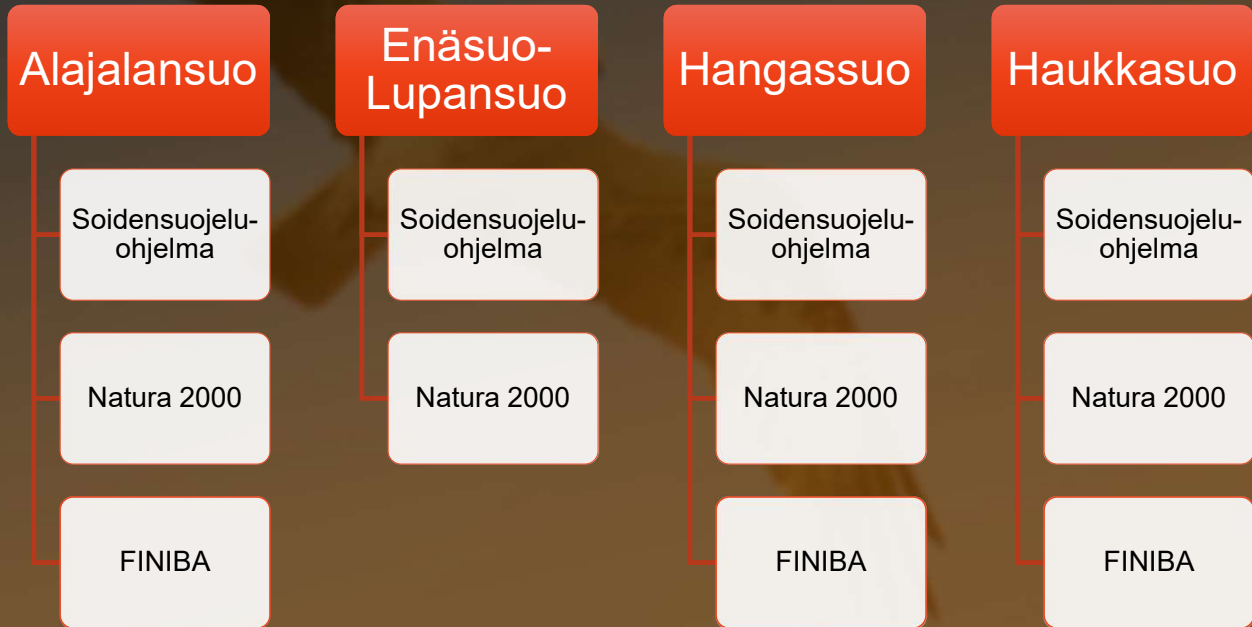 Alajalansuo
Soidensuojelu-
ohjelma
Natura 2000
FINIBA
Enäsuo-
Lupansuo
Soidensuojelu-
ohjelma
Natura 2000
Hangassuo
Soidensuojelu-
ohjelma
Natura 2000
FINIBA
Haukkasuo
Soidensuojelu-
ohjelma
Natura 2000
FINIBA